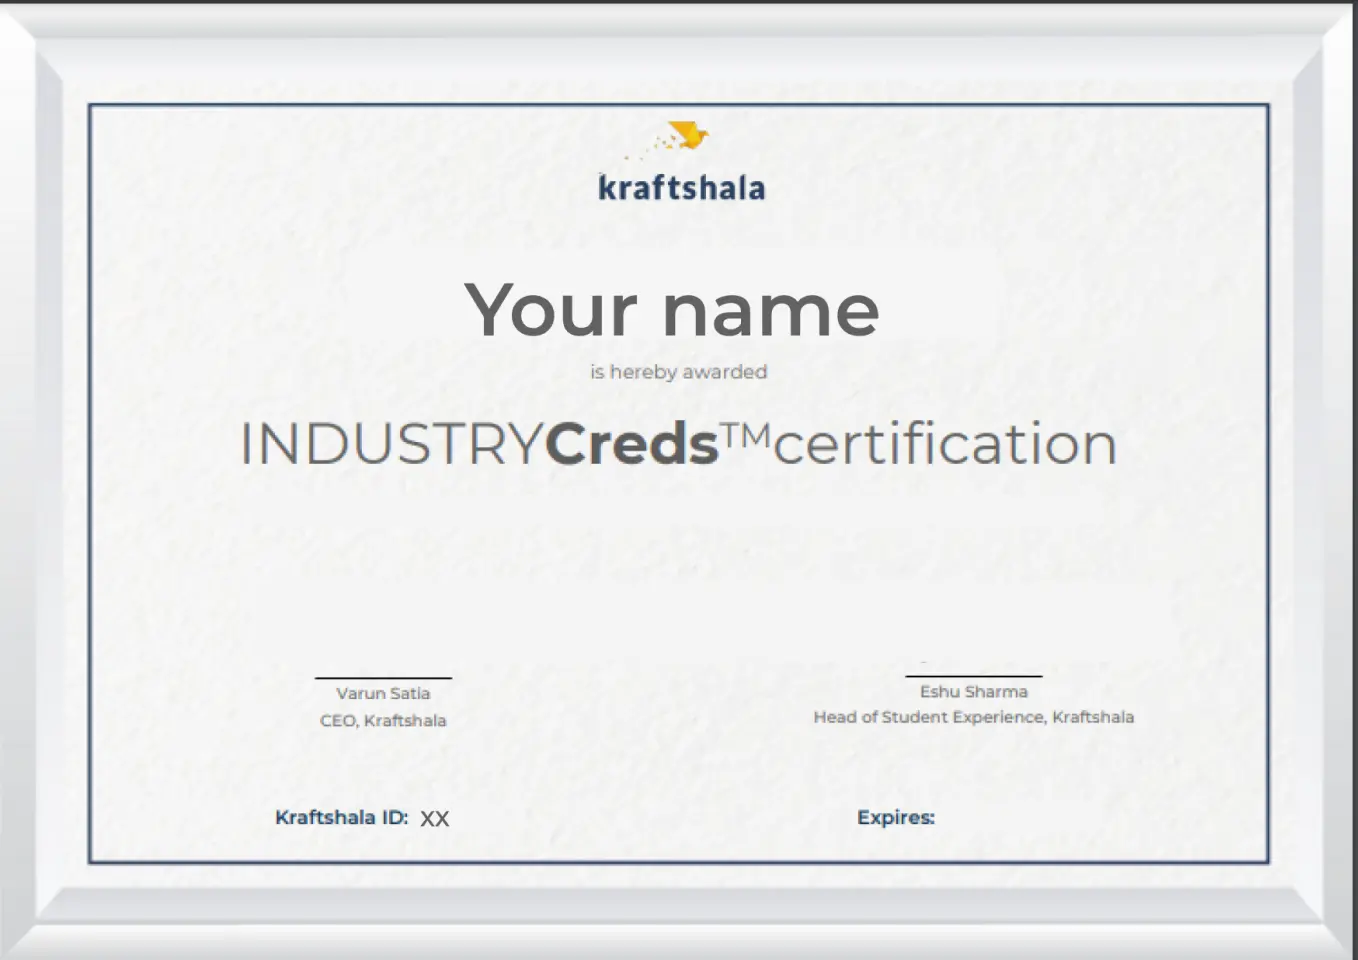 kraftshala
Your name
is hereby awarded
INDUSTRYCreds™certification
Varun Satia
CEO, Kraftshala
Eshu Sharma
Head of Student Experience, Kraftshala
Kraftshala ID: XX
Expires: